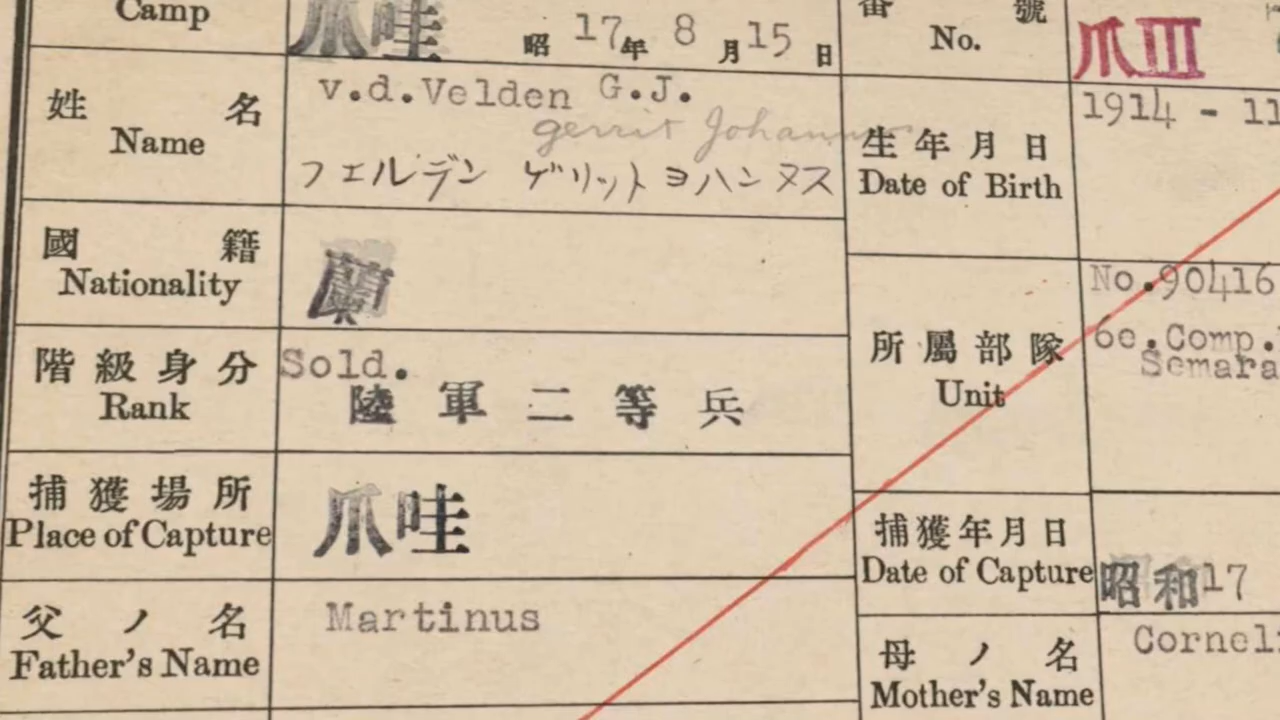 Camp 爪哇 昭17年8月15日
番號 No. 爪III
姓名 Name
v.d.Velden G.J.
gerrit Johannus
フェルデン ゲリット ヨハンヌス
生年月日 Date of Birth
1914 - 11
國籍 Nationality
蘭
所屬部隊 Unit
No.90416
6e.Comp.
Semara
階級身分 Rank
Sold.
陸軍二等兵
捕獲場所 Place of Capture
爪哇
捕獲年月日 Date of Capture
昭和17
父ノ名 Father's Name
Martinus
母ノ名 Mother's Name
Corneli